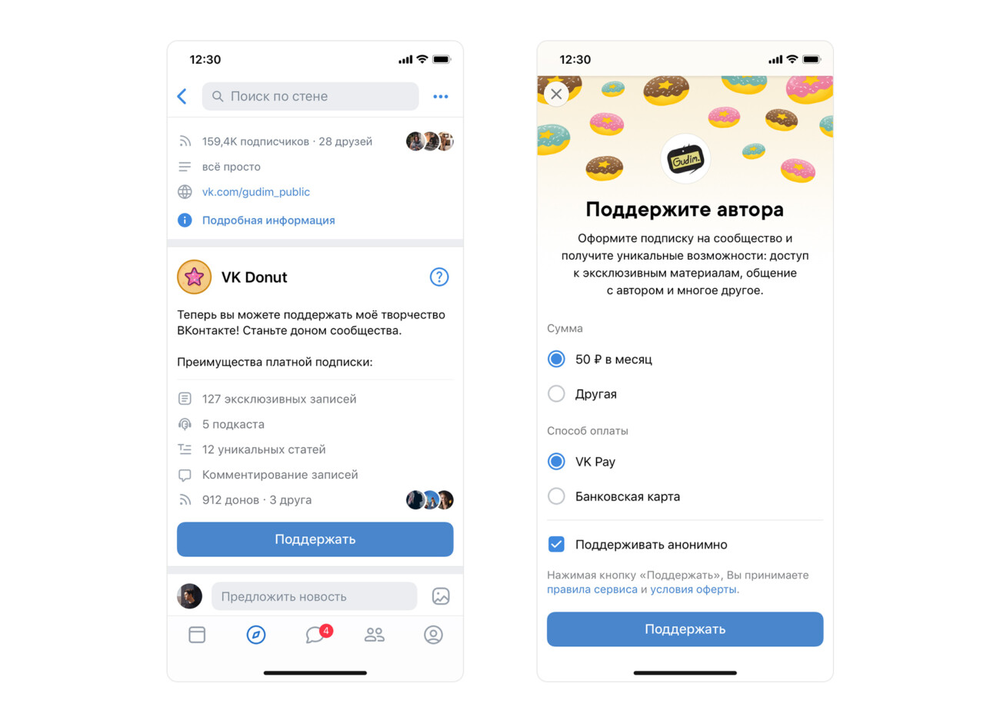 12:30
Поиск по стене
159,4K подписчиков · 28 друзей
всё просто
vk.com/gudim_public
Подробная информация
VK Donut
Теперь вы можете поддержать моё творчество
ВКонтакте! Станьте доном сообщества.
Преимущества платной подписки:
127 эксклюзивных записей
5 подкаста
12 уникальных статей
Комментирование записей
912 донов · 3 друга
Поддержать
Предложить новость
4
12:30
Gudim.
Поддержите автора
Оформите подписку на сообщество и
получите уникальные возможности: доступ
к эксклюзивным материалам, общение
с автором и многое другое.
Сумма
50 ₽ в месяц
Другая
Способ оплаты
VK Pay
Банковская карта
Поддерживать анонимно
Нажимая кнопку «Поддержать», Вы принимаете
правила сервиса и условия оферты.
Поддержать